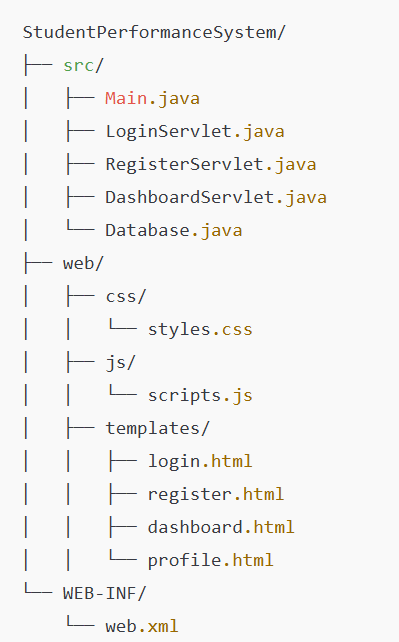 StudentPerformanceSystem/
├── src/
│   ├── Main.java
│   ├── LoginServlet.java
│   ├── RegisterServlet.java
│   ├── DashboardServlet.java
│   └── Database.java
├── web/
│   ├── css/
│   │   └── styles.css
│   ├── js/
│   │   └── scripts.js
│   ├── templates/
│   │   ├── login.html
│   │   ├── register.html
│   │   ├── dashboard.html
│   │   └── profile.html
└── WEB-INF/
    └── web.xml